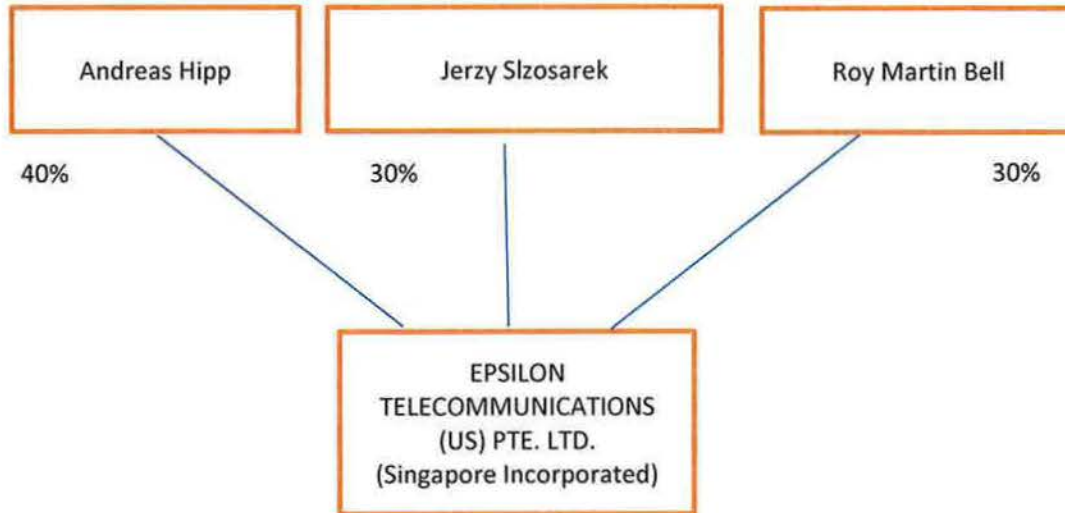 Andreas Hipp
Jerzy Slzosarek
Roy Martin Bell
40%
30%
30%
EPSILON
TELECOMMUNICATIONS
(US) PTE. LTD.
(Singapore Incorporated)